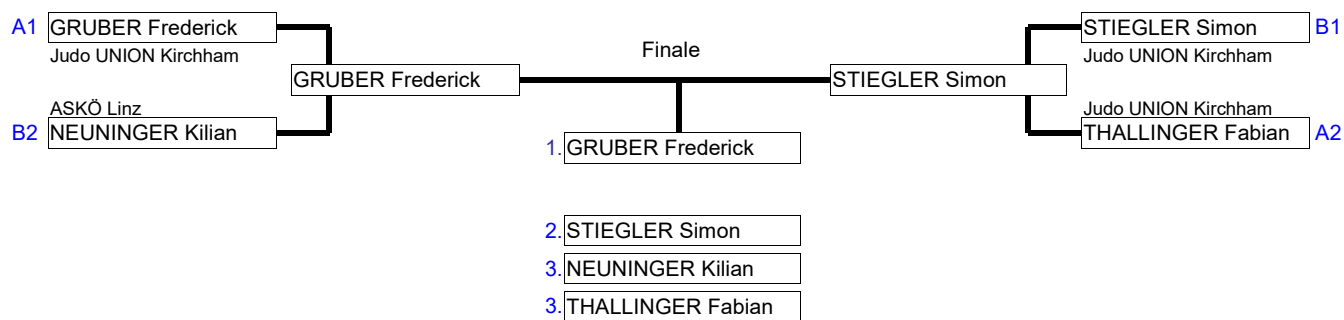 A1 GRUBER Frederick
Judo UNION Kirchham
GRUBER Frederick
ASKÖ Linz
B2 NEUNINGER Kilian
Finale
STIEGLER Simon B1
Judo UNION Kirchham
STIEGLER Simon
Judo UNION Kirchham
THALLINGER Fabian A2
1. GRUBER Frederick
2. STIEGLER Simon
3. NEUNINGER Kilian
3. THALLINGER Fabian